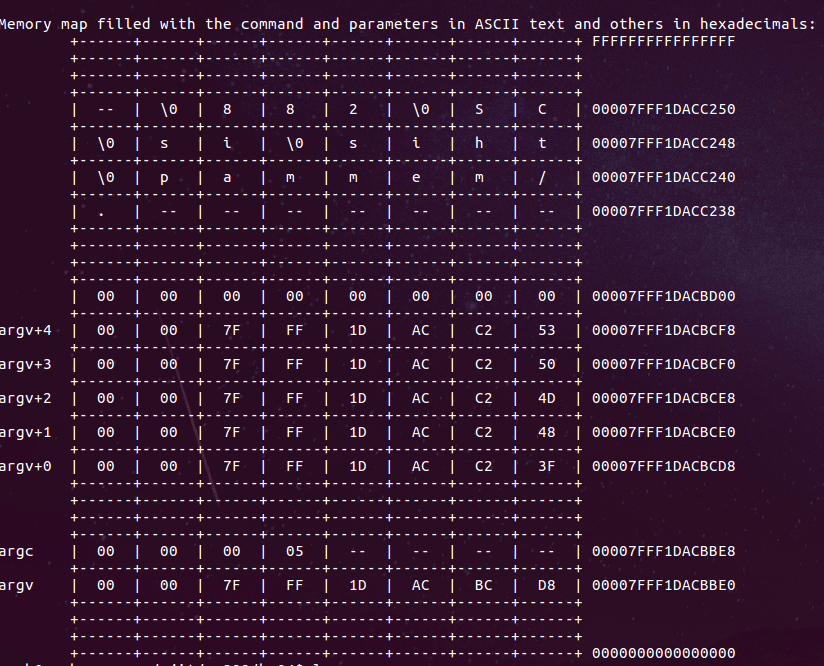 Memory map filled with the command and parameters in ASCII text and others in hexadecimals:
+------+------+------+------+------+------+------+------+ FFFFFFFFFFFFFFFF
+------+------+------+------+------+------+------+------+
+------+------+------+------+------+------+------+------+
+------+------+------+------+------+------+------+------+
| -- | \0 | 8 | 8 | 2 | \0 | S | C | 00007FFF1DACC250
+------+------+------+------+------+------+------+------+
| \0 | s | i | \0 | s | i | h | t | 00007FFF1DACC248
+------+------+------+------+------+------+------+------+
| \0 | p | a | m | m | e | m | / | 00007FFF1DACC240
+------+------+------+------+------+------+------+------+
| . | -- | -- | -- | -- | -- | -- | -- | 00007FFF1DACC238
+------+------+------+------+------+------+------+------+
+------+------+------+------+------+------+------+------+
+------+------+------+------+------+------+------+------+
+------+------+------+------+------+------+------+------+
| 00 | 00 | 00 | 00 | 00 | 00 | 00 | 00 | 00007FFF1DACBD00
+------+------+------+------+------+------+------+------+
argv+4 | 00 | 00 | 7F | FF | 1D | AC | C2 | 53 | 00007FFF1DACBCF8
+------+------+------+------+------+------+------+------+
argv+3 | 00 | 00 | 7F | FF | 1D | AC | C2 | 50 | 00007FFF1DACBCF0
+------+------+------+------+------+------+------+------+
argv+2 | 00 | 00 | 7F | FF | 1D | AC | C2 | 4D | 00007FFF1DACBCE8
+------+------+------+------+------+------+------+------+
argv+1 | 00 | 00 | 7F | FF | 1D | AC | C2 | 48 | 00007FFF1DACBCE0
+------+------+------+------+------+------+------+------+
argv+0 | 00 | 00 | 7F | FF | 1D | AC | C2 | 3F | 00007FFF1DACBCD8
+------+------+------+------+------+------+------+------+
+------+------+------+------+------+------+------+------+
+------+------+------+------+------+------+------+------+
+------+------+------+------+------+------+------+------+
argc | 00 | 00 | 00 | 05 | -- | -- | -- | -- | 00007FFF1DACBBE8
+------+------+------+------+------+------+------+------+
argv | 00 | 00 | 7F | FF | 1D | AC | BC | D8 | 00007FFF1DACBBE0
+------+------+------+------+------+------+------+------+
+------+------+------+------+------+------+------+------+
+------+------+------+------+------+------+------+------+
+------+------+------+------+------+------+------+------+ 0000000000000000